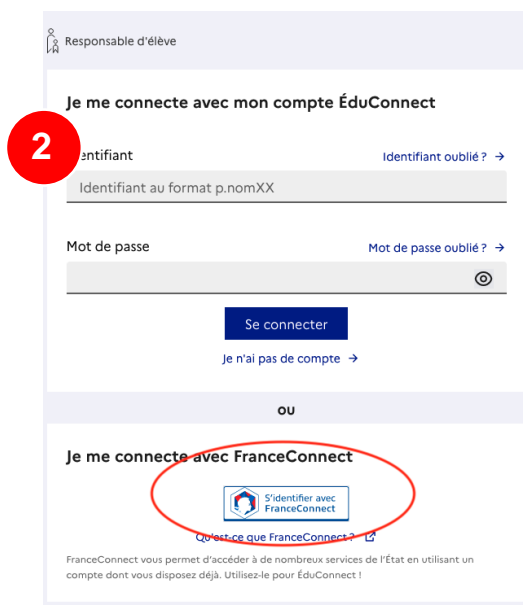 Responsable d'élève
Je me connecte avec mon compte ÉduConnect
2
entifiant
Identifiant oublié ? →
Identifiant au format p.nomXX
Mot de passe
Mot de passe oublié ? →
Se connecter
Je n'ai pas de compte →
OU
Je me connecte avec FranceConnect
S'identifier avec
FranceConnect
Qu'est-ce que FranceConnect ?
FranceConnect vous permet d'accéder à de nombreux services de l'État en utilisant un
compte dont vous disposez déjà. Utilisez-le pour ÉduConnect !